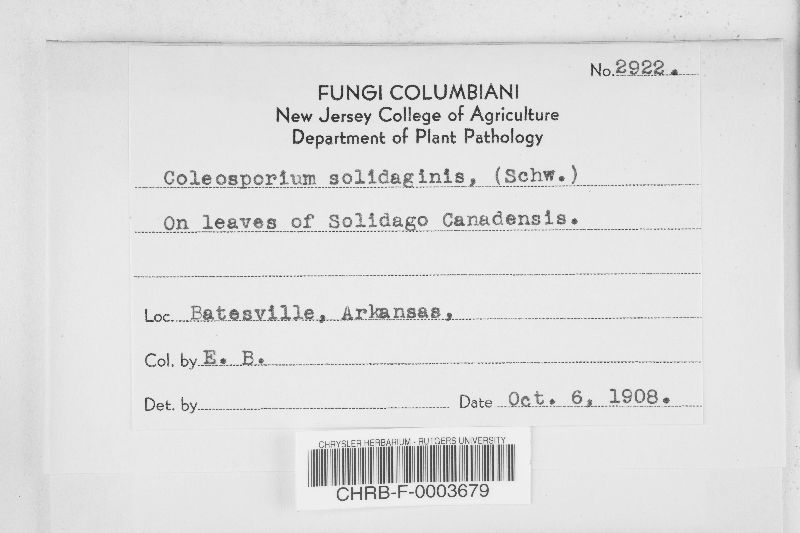 No. 2922.
FUNGI COLUMBIANI
New Jersey College of Agriculture
Department of Plant Pathology
Coleosporium solidaginis, (Schw.)
On leaves of Solidago Canadensis.
Loc. Batesville, Arkansas,
Col. by E. B.
Det. by Date Oct. 6, 1908.
CHRYSLER HERBARIUM - RUTGERS UNIVERSITY
CHRB-F-0003679